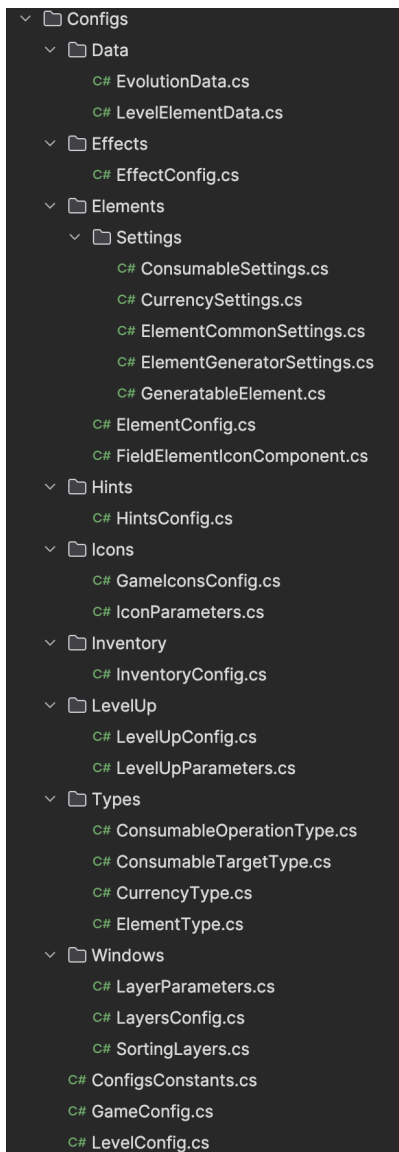 Configs
Data
C# EvolutionData.cs
C# LevelElementData.cs
Effects
C# EffectConfig.cs
Elements
Settings
C# ConsumableSettings.cs
C# CurrencySettings.cs
C# ElementCommonSettings.cs
C# ElementGeneratorSettings.cs
C# GeneratableElement.cs
C# ElementConfig.cs
C# FieldElementIconComponent.cs
Hints
C# HintsConfig.cs
Icons
C# GameIconsConfig.cs
C# IconParameters.cs
Inventory
C# InventoryConfig.cs
LevelUp
C# LevelUpConfig.cs
C# LevelUpParameters.cs
Types
C# ConsumableOperationType.cs
C# ConsumableTargetType.cs
C# CurrencyType.cs
C# ElementType.cs
Windows
C# LayerParameters.cs
C# LayersConfig.cs
C# SortingLayers.cs
C# ConfigsConstants.cs
C# GameConfig.cs
C# LevelConfig.cs